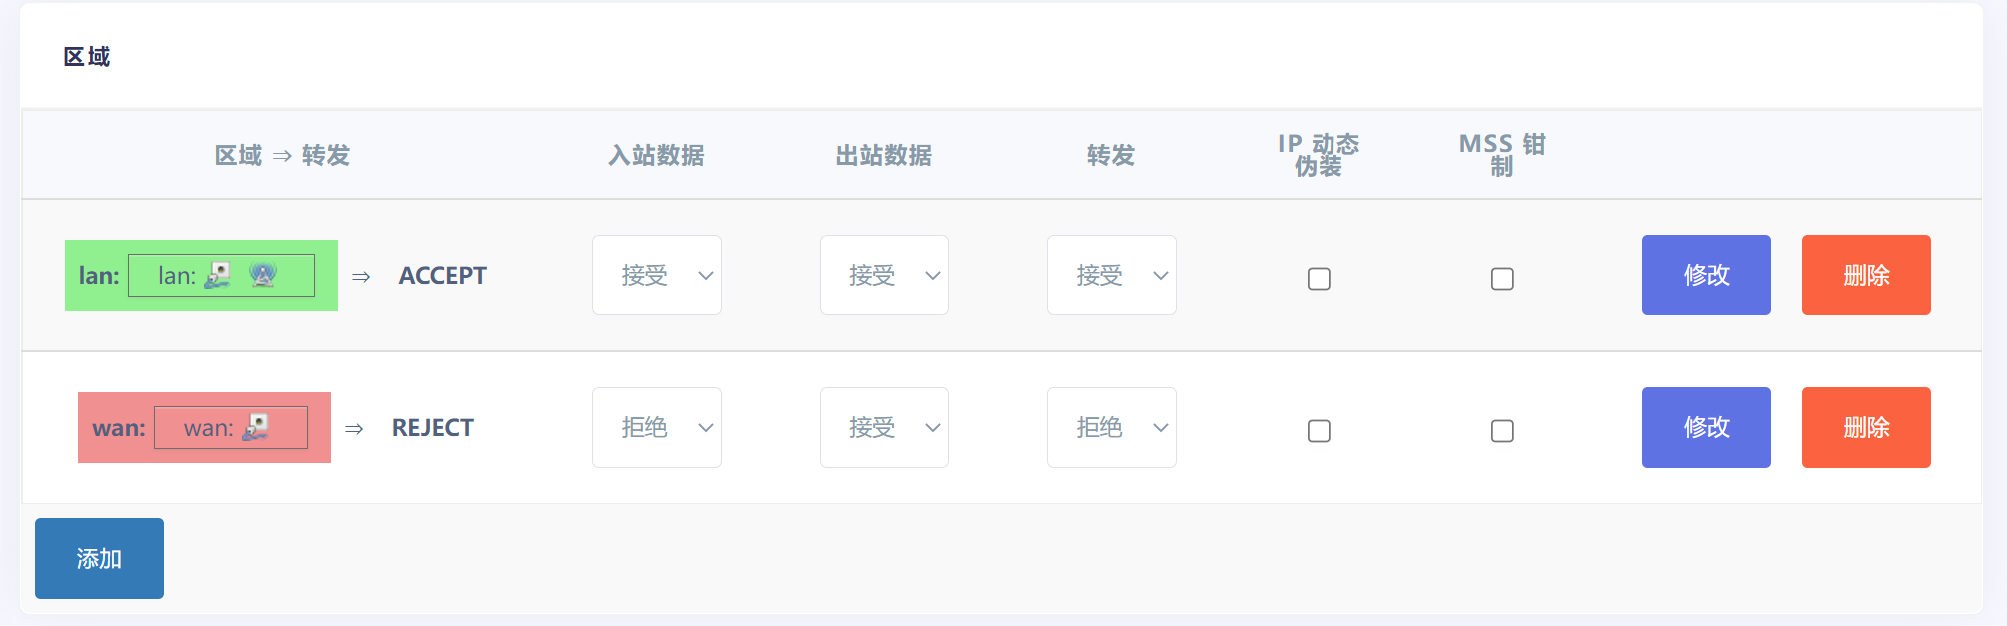 区域
区域 ⇒ 转发 入站数据 出站数据 转发 IP 动态伪装 MSS 钳制
lan: lan: ⇒ ACCEPT 接受 接受 接受 修改 删除
wan: wan: ⇒ REJECT 拒绝 接受 拒绝 修改 删除
添加